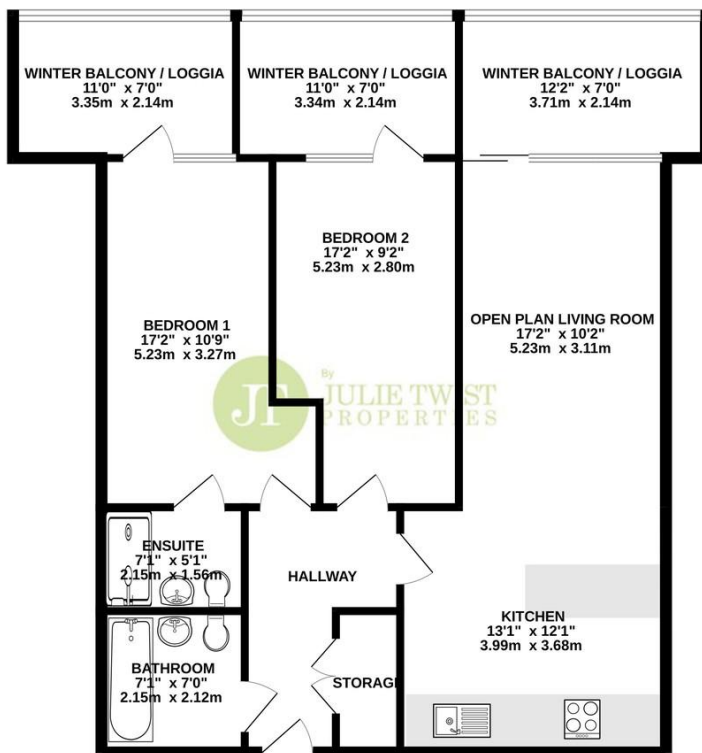 WINTER BALCONY / LOGGIA
11'0" x 7'0"
3.35m x 2.14m
WINTER BALCONY / LOGGIA
11'0" x 7'0"
3.34m x 2.14m
WINTER BALCONY / LOGGIA
12'2" x 7'0"
3.71m x 2.14m
BEDROOM 2
17'2" x 9'2"
5.23m x 2.80m
BEDROOM 1
17'2" x 10'9"
5.23m x 3.27m
OPEN PLAN LIVING ROOM
17'2" x 10'2"
5.23m x 3.11m
JT
By
JULIE TWIST
PROPERTIES
ENSUITE
7'1" x 5'1"
2.15m x 1.56m
HALLWAY
KITCHEN
13'1" x 12'1"
3.99m x 3.68m
BATHROOM
7'1" x 7'0"
2.15m x 2.12m
STORAGE